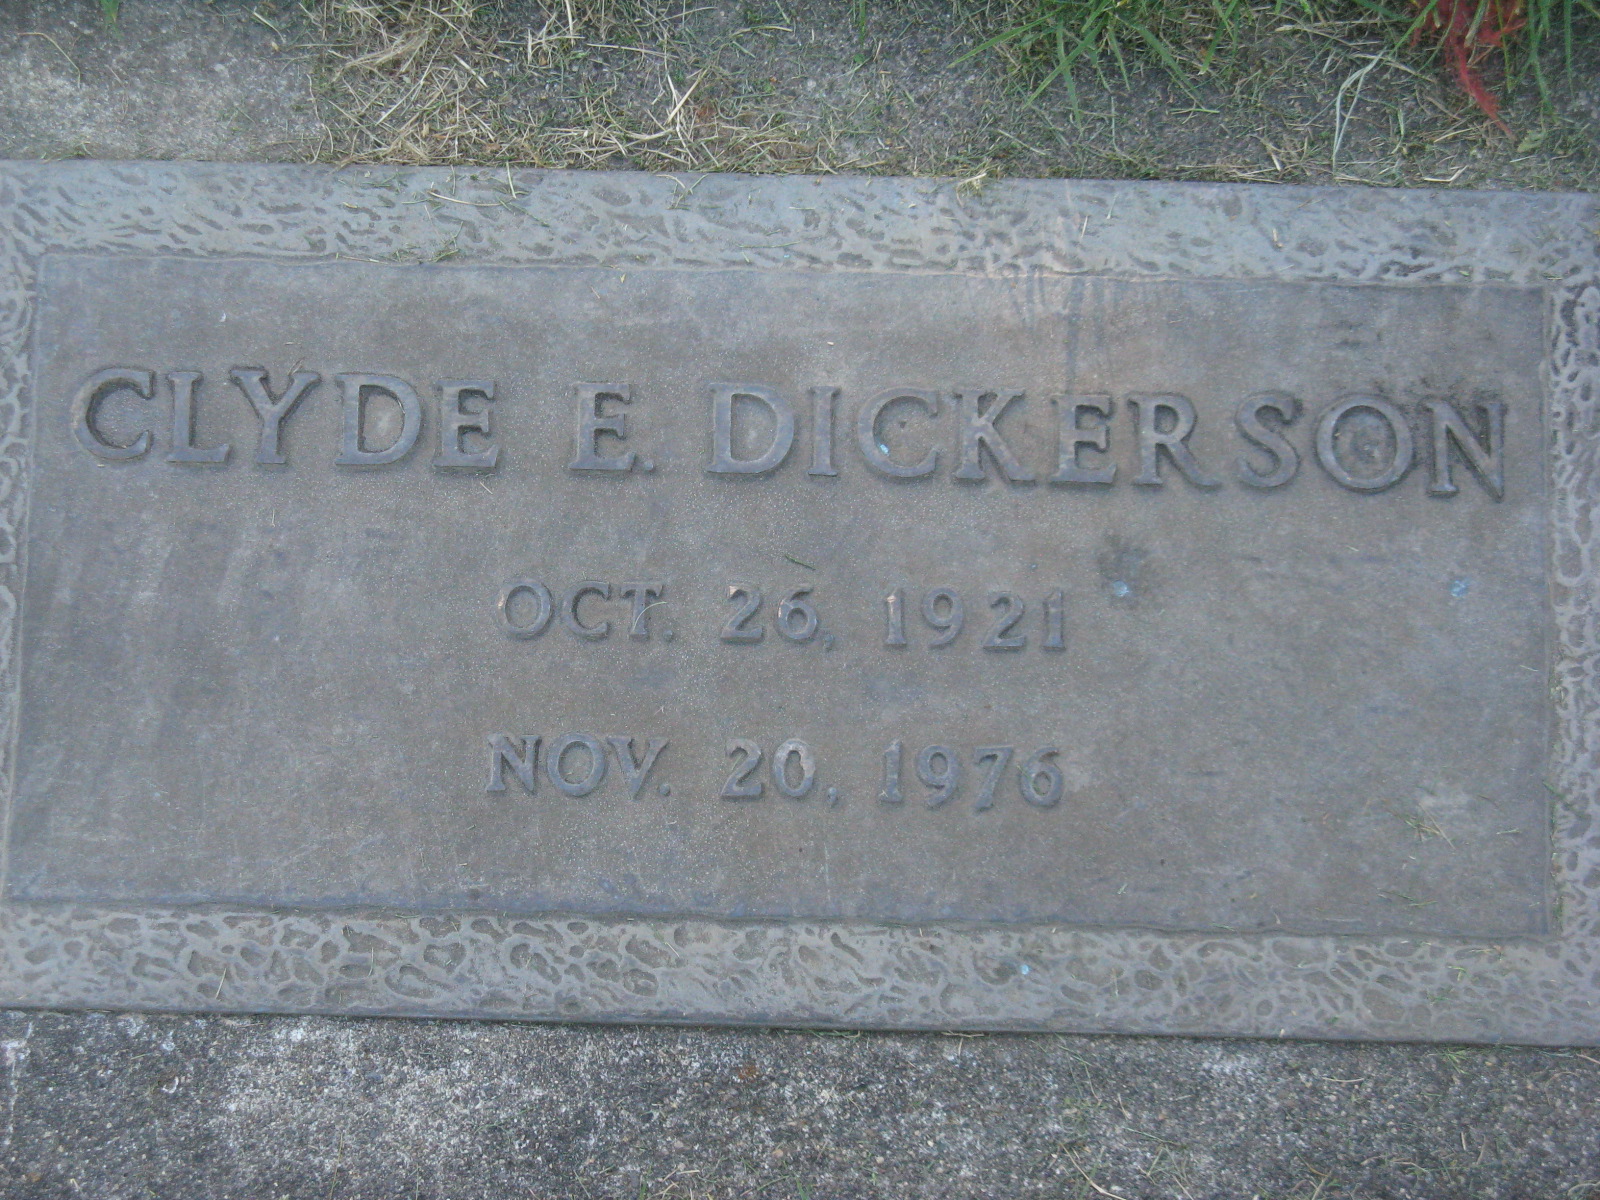 CLYDE E. DICKERSON
OCT. 26, 1921
NOV. 20, 1976